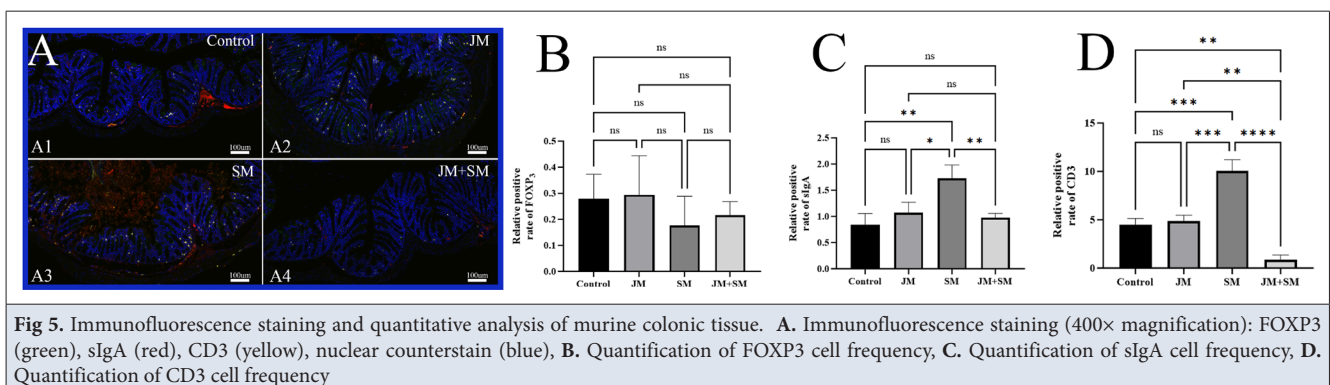 A
Control
A1
100um
JM
A2
100um
SM
A3
100um
JM+SM
A4
100um
B
ns
ns
ns
ns
ns
ns
Relative positive
rate of FOXP3
0.5
0.4
0.3
0.2
0.1
0.0
Control JM SM JM+SM
C
ns
ns
**
ns
*
**
Relative positive
rate of sIgA
2.5
2.0
1.5
1.0
0.5
0.0
Control JM SM JM+SM
D
**
**
***
ns
***
****
Relative positive
rate of CD3
15
10
5
0
Control JM SM JM+SM
Fig 5. Immunofluorescence staining and quantitative analysis of murine colonic tissue. A. Immunofluorescence staining (400× magnification): FOXP3
(green), sIgA (red), CD3 (yellow), nuclear counterstain (blue), B. Quantification of FOXP3 cell frequency, C. Quantification of sIgA cell frequency, D.
Quantification of CD3 cell frequency